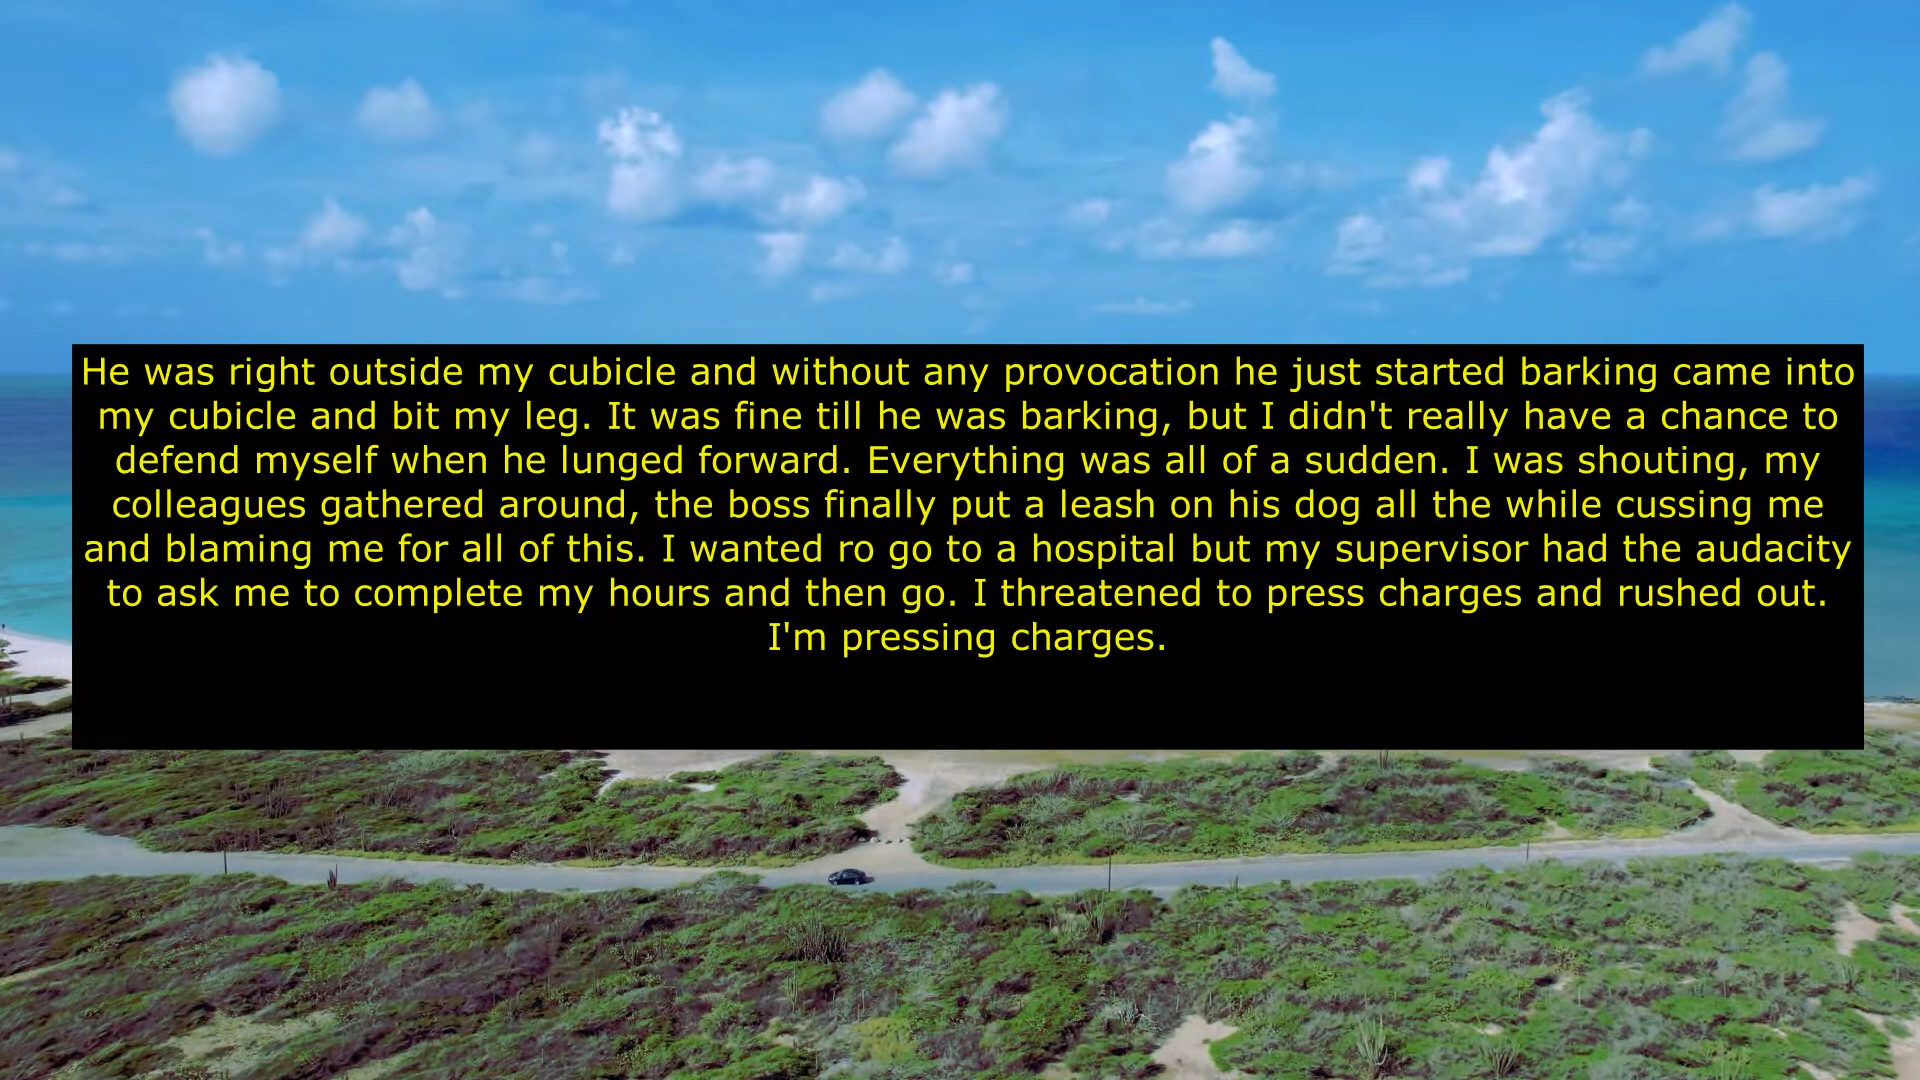 He was right outside my cubicle and without any provocation he just started barking came into
my cubicle and bit my leg. It was fine till he was barking, but I didn't really have a chance to
defend myself when he lunged forward. Everything was all of a sudden. I was shouting, my
colleagues gathered around, the boss finally put a leash on his dog all the while cussing me
and blaming me for all of this. I wanted ro go to a hospital but my supervisor had the audacity
to ask me to complete my hours and then go. I threatened to press charges and rushed out.
I'm pressing charges.